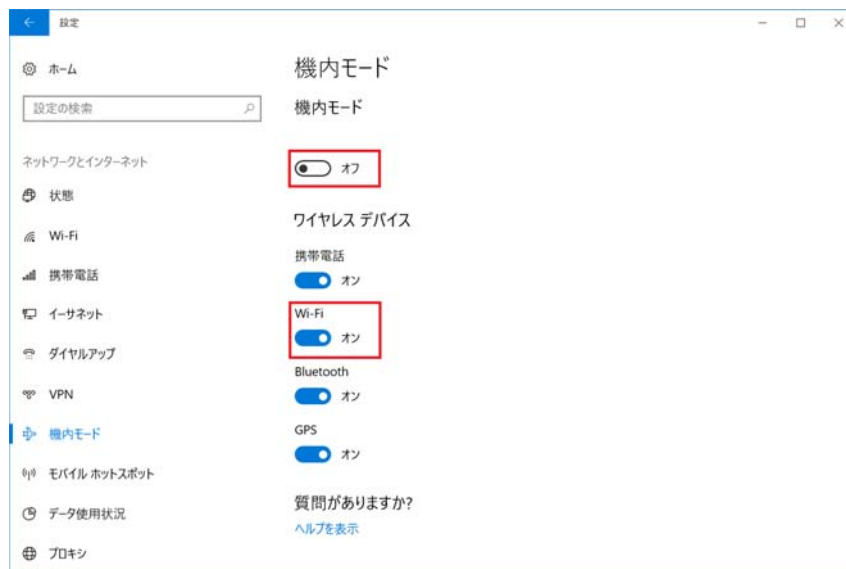 設定
ホーム
設定の検索
ネットワークとインターネット
状態
Wi-Fi
携帯電話
イーサネット
ダイヤルアップ
VPN
機内モード
モバイル ホットスポット
データ使用状況
プロキシ
機内モード
機内モード
オフ
ワイヤレス デバイス
携帯電話
オン
Wi-Fi
オン
Bluetooth
オン
GPS
オン
質問がありますか?
ヘルプを表示